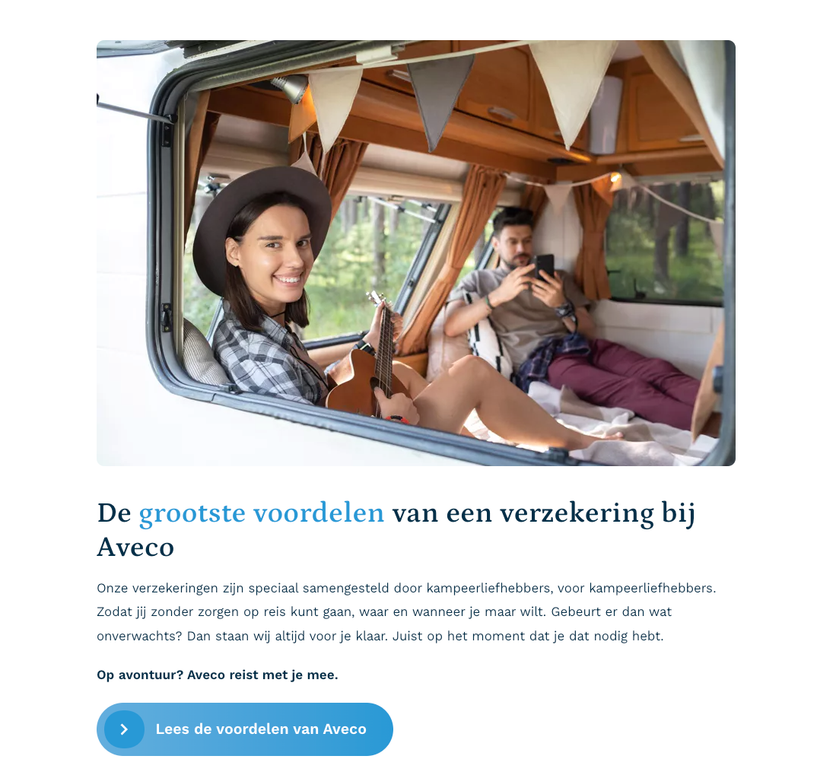 De grootste voordelen van een verzekering bij
Aveco
Onze verzekeringen zijn speciaal samengesteld door kampeerliefhebbers, voor kampeerliefhebbers.
Zodat jij zonder zorgen op reis kunt gaan, waar en wanneer je maar wilt. Gebeurt er dan wat
onverwachts? Dan staan wij altijd voor je klaar. Juist op het moment dat je dat nodig hebt.
Op avontuur? Aveco reist met je mee.
Lees de voordelen van Aveco